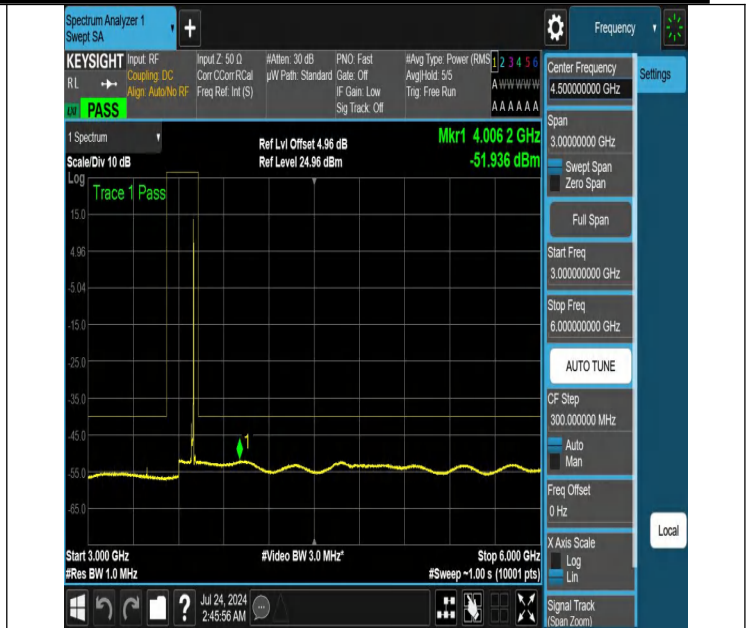 Spectrum Analyzer 1
Swept SA
+
Frequency
KEYSIGHT
RL
LXI PASS
Input: RF
Coupling: DC
Align: Auto/No RF
Input Z: 50 Ω
Corr CCorr RCal
Freq Ref: Int (S)
#Atten: 30 dB
µW Path: Standard
PNO: Fast
Gate: Off
IF Gain: Low
Sig Track: Off
#Avg Type: Power (RMS
Avg|Hold: 5/5
Trig: Free Run
1 2 3 4 5 6
A W W W W W
A A A A A A
1 Spectrum
Scale/Div 10 dB
Ref Lvl Offset 4.96 dB
Ref Level 24.96 dBm
Mkr1 4.006 2 GHz
-51.936 dBm
Log
Trace 1 Pass
15.0
4.96
-5.04
-15.0
-25.0
-35.0
-45.0
-55.0
-65.0
1
Start 3.000 GHz
#Res BW 1.0 MHz
#Video BW 3.0 MHz*
Stop 6.000 GHz
#Sweep ~1.00 s (10001 pts)
Jul 24, 2024
2:45:56 AM
?
Center Frequency
4.500000000 GHz
Settings
Span
3.00000000 GHz
Swept Span
Zero Span
Full Span
Start Freq
3.000000000 GHz
Stop Freq
6.000000000 GHz
AUTO TUNE
CF Step
300.000000 MHz
Auto
Man
Freq Offset
0 Hz
Local
X Axis Scale
Log
Lin
Signal Track
(Span Zoom)